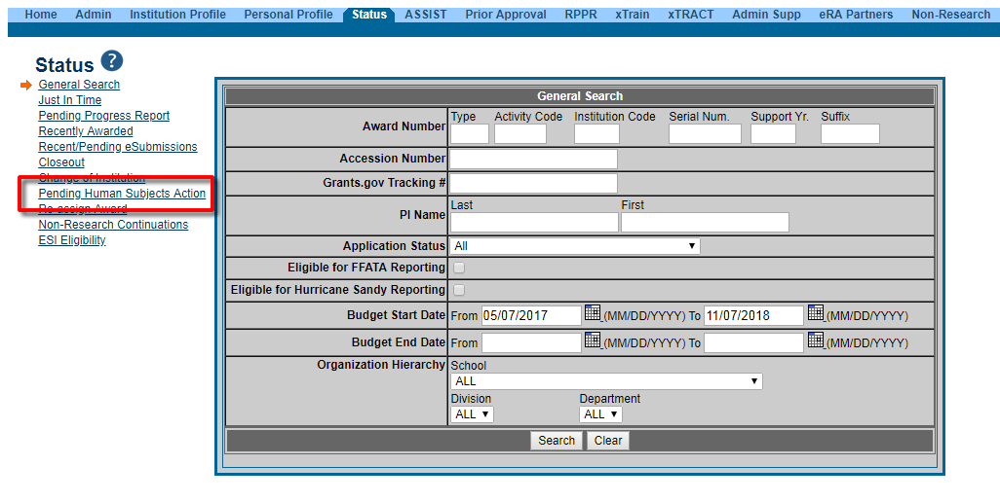 Home Admin Institution Profile Personal Profile Status ASSIST Prior Approval RPPR xTrain xTRACT Admin Supp eRA Partners Non-Research
Status ?
General Search
Just In Time
Pending Progress Report
Recently Awarded
Recent/Pending eSubmissions
Closeout
Change of Institution
Pending Human Subjects Action
Re-assign Award
Non-Research Continuations
ESI Eligibility
General Search
Type Activity Code Institution Code Serial Num. Support Yr. Suffix
Award Number
Accession Number
Grants.gov Tracking #
Last First
PI Name
Application Status All
Eligible for FFATA Reporting
Eligible for Hurricane Sandy Reporting
Budget Start Date From 05/07/2017 (MM/DD/YYYY) To 11/07/2018 (MM/DD/YYYY)
Budget End Date From (MM/DD/YYYY) To (MM/DD/YYYY)
Organization Hierarchy School
ALL
Division Department
ALL ALL
Search Clear